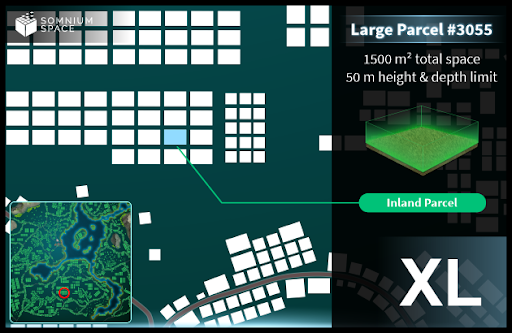 SOMNIUM
SPACE
Large Parcel #3055
1500 m² total space
50 m height & depth limit
Inland Parcel
XL